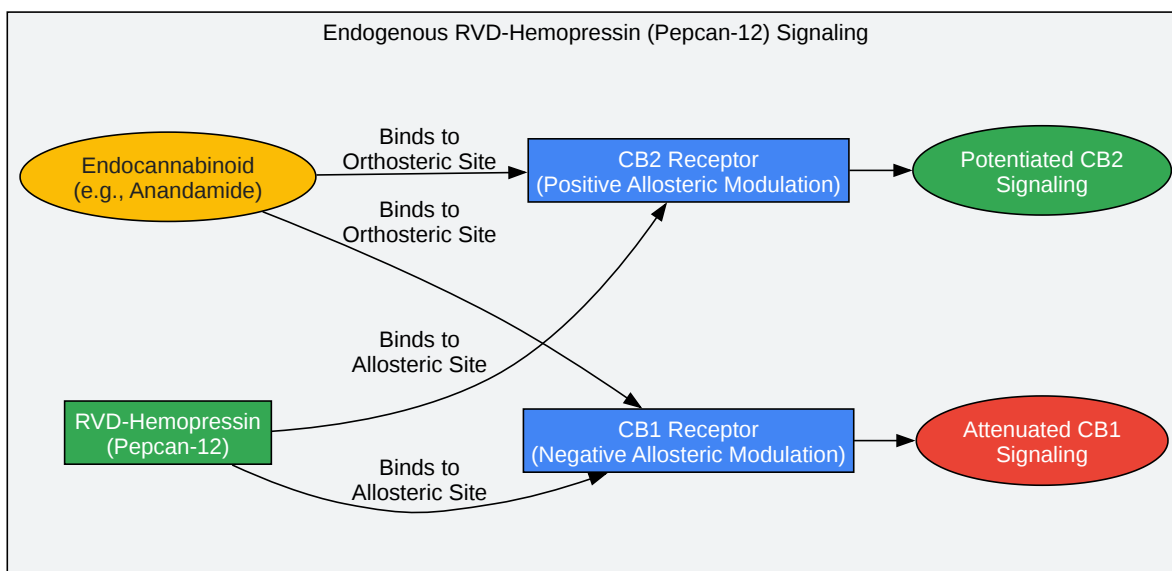 Endogenous RVD-Hemopressin (Pepcan-12) Signaling
Endocannabinoid
(e.g., Anandamide)
Binds to
Orthosteric Site
CB2 Receptor
(Positive Allosteric Modulation)
Potentiated CB2
Signaling
Binds to
Orthosteric Site
Binds to
Allosteric Site
RVD-Hemopressin
(Pepcan-12)
CB1 Receptor
(Negative Allosteric Modulation)
Attenuated CB1
Signaling
Binds to
Allosteric Site